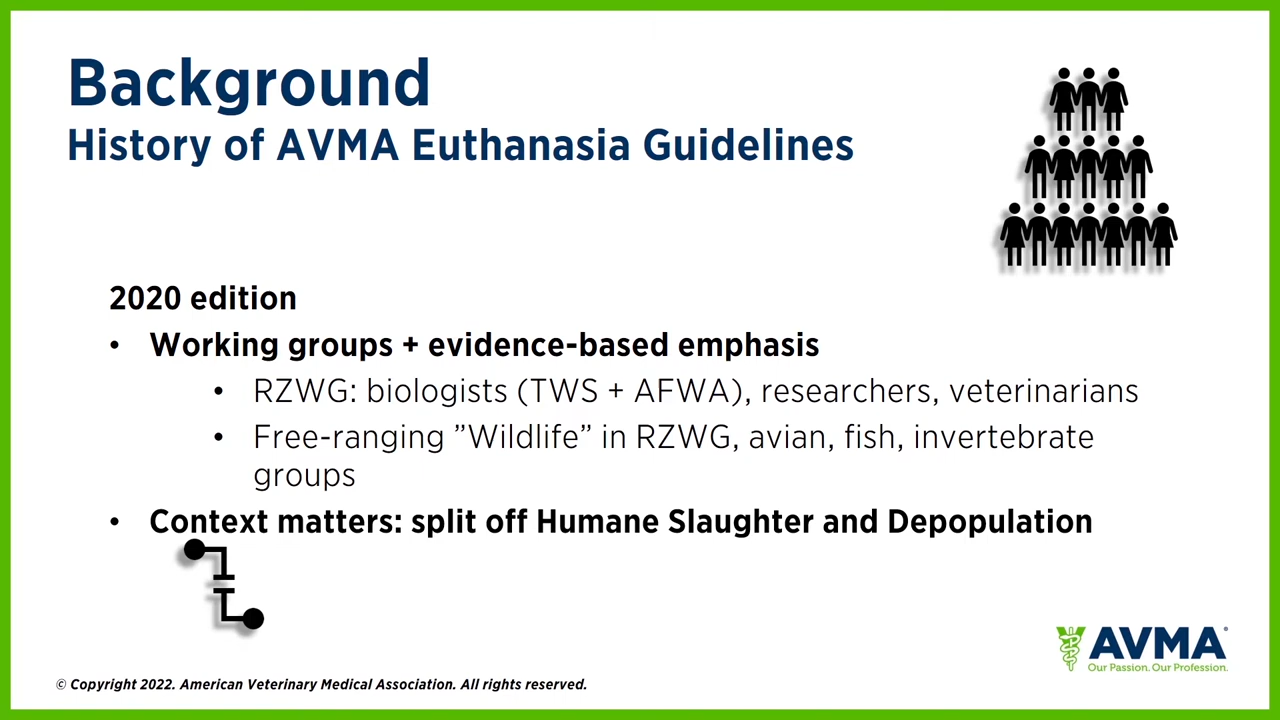 Background
History of AVMA Euthanasia Guidelines
2020 edition
• Working groups + evidence-based emphasis
• RZWG: biologists (TWS + AFWA), researchers, veterinarians
• Free-ranging ”Wildlife” in RZWG, avian, fish, invertebrate
groups
• Context matters: split off Humane Slaughter and Depopulation
AVMA®
Our Passion. Our Profession.
© Copyright 2022. American Veterinary Medical Association. All rights reserved.